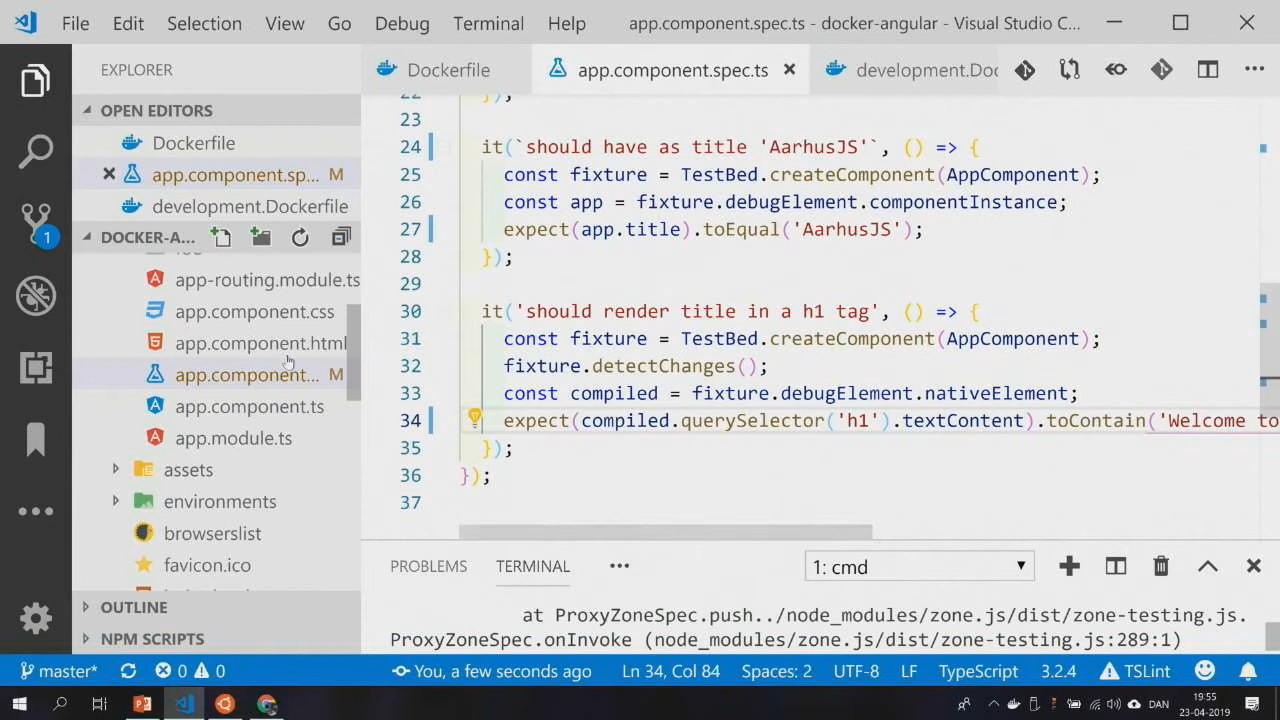 File Edit Selection View Go Debug Terminal Help app.component.spec.ts - docker-angular - Visual Studio C...
EXPLORER
OPEN EDITORS
Dockerfile
app.component.sp... M
development.Dockerfile
DOCKER-A...
app-routing.module.ts
app.component.css
app.component.html
app.component... M
app.component.ts
app.module.ts
assets
environments
browserslist
favicon.ico
OUTLINE
NPM SCRIPTS
1
Dockerfile app.component.spec.ts development.Doc
22 });
23
24 it(`should have as title 'AarhusJS'`, () => {
25 const fixture = TestBed.createComponent(AppComponent);
26 const app = fixture.debugElement.componentInstance;
27 expect(app.title).toEqual('AarhusJS');
28 });
29
30 it('should render title in a h1 tag', () => {
31 const fixture = TestBed.createComponent(AppComponent);
32 fixture.detectChanges();
33 const compiled = fixture.debugElement.nativeElement;
34 expect(compiled.querySelector('h1').textContent).toContain('Welcome to
35 });
36 });
37
PROBLEMS TERMINAL ... 1: cmd
at ProxyZoneSpec.push../node_modules/zone.js/dist/zone-testing.js.
ProxyZoneSpec.onInvoke (node_modules/zone.js/dist/zone-testing.js:289:1)
master* 0 0 You, a few seconds ago Ln 34, Col 84 Spaces: 2 UTF-8 LF TypeScript 3.2.4 TSLint
DAN 19:55
23-04-2019